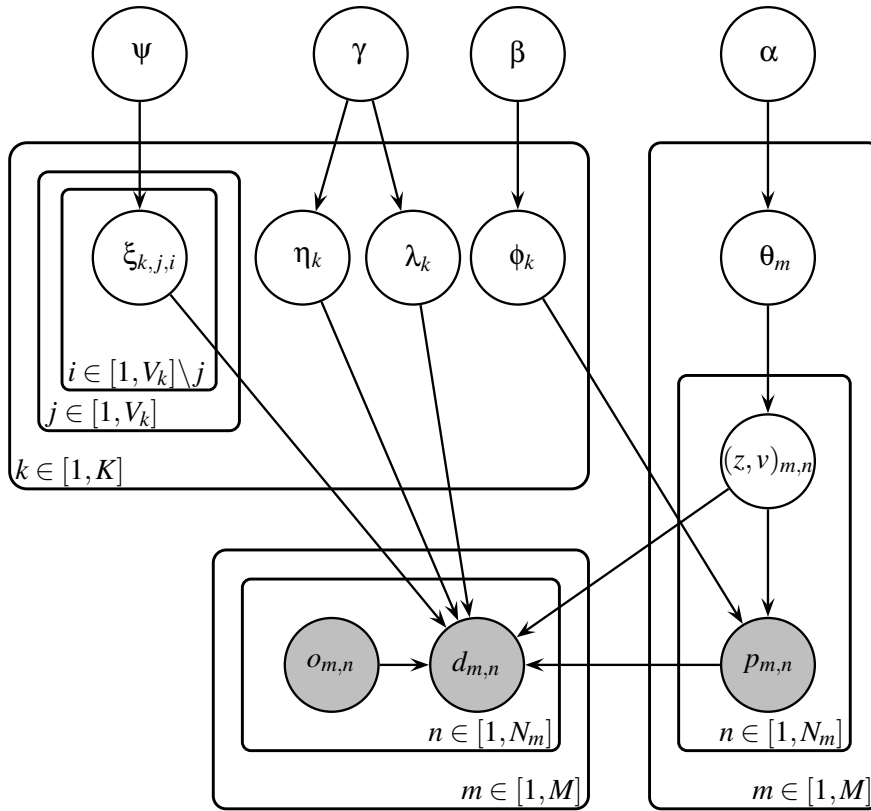 ψ γ β α
ξ_{k,j,i} η_k λ_k ϕ_k θ_m
i ∈ [1,V_k]\j
j ∈ [1,V_k]
k ∈ [1,K]
(z,v)_{m,n}
o_{m,n} d_{m,n} p_{m,n}
n ∈ [1,N_m] n ∈ [1,N_m]
m ∈ [1,M] m ∈ [1,M]